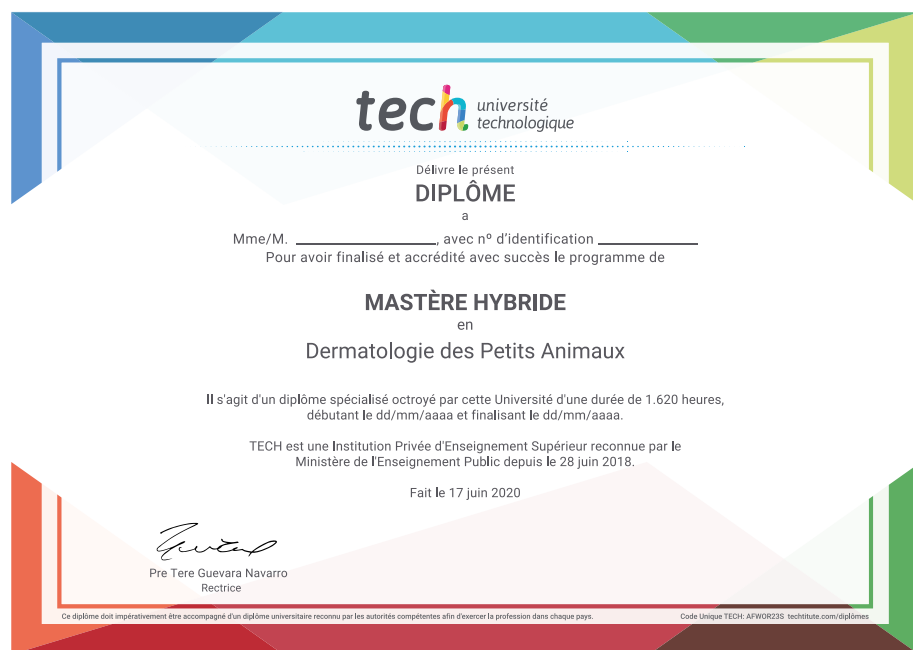 tech université
technologique
Délivre le présent
DIPLÔME
a
Mme/M. ____________________, avec nº d'identification ______________
Pour avoir finalisé et accrédité avec succès le programme de
MASTÈRE HYBRIDE
en
Dermatologie des Petits Animaux
Il s'agit d'un diplôme spécialisé octroyé par cette Université d'une durée de 1.620 heures,
débutant le dd/mm/aaaa et finalisant le dd/mm/aaaa.
TECH est une Institution Privée d'Enseignement Supérieur reconnue par le
Ministère de l'Enseignement Public depuis le 28 juin 2018.
Fait le 17 juin 2020
Pre Tere Guevara Navarro
Rectrice
Ce diplôme doit impérativement être accompagné d'un diplôme universitaire reconnu par les autorités compétentes afin d'exercer la profession dans chaque pays.
Code Unique TECH: AFWOR23S techtitute.com/diplômes